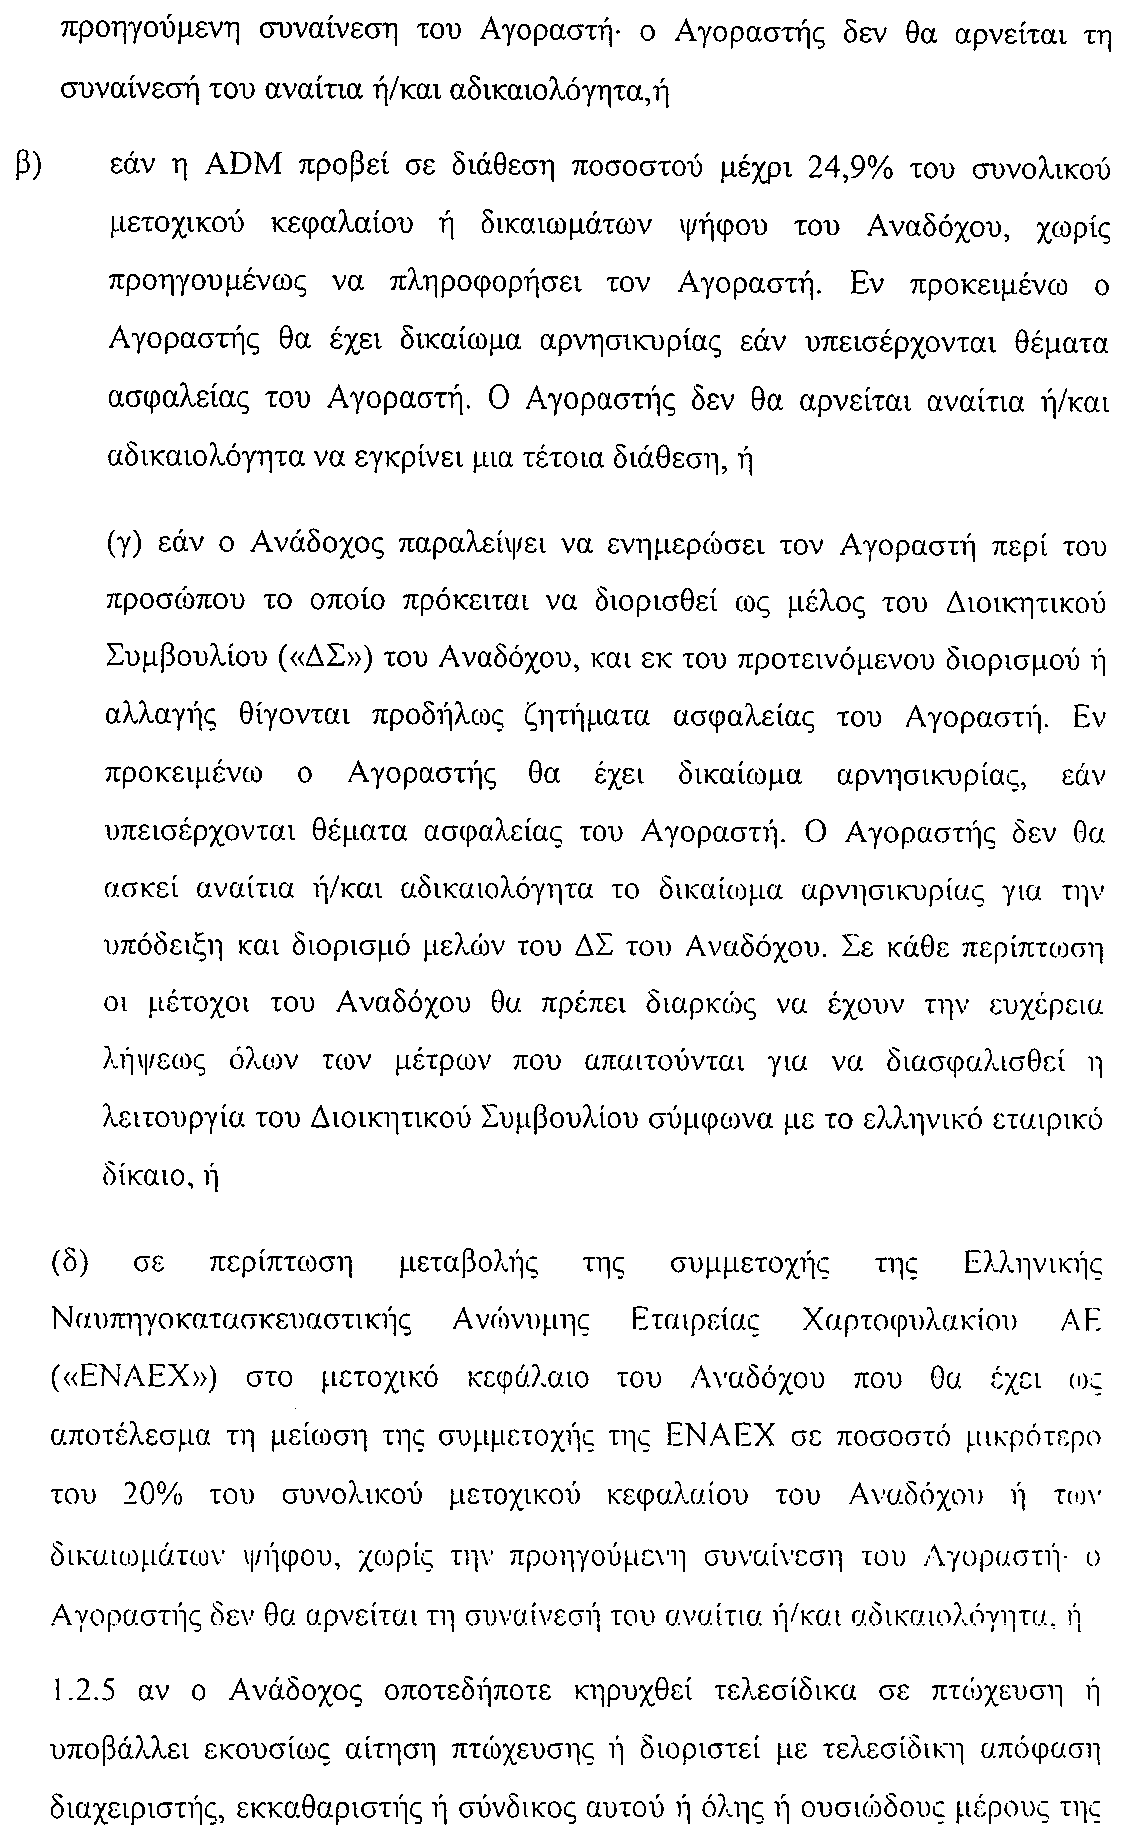 προηγούμενη συναίνεση του Αγοραστή· ο Αγοραστής δεν θα αρνείται τη
συναίνεσή του αναίτια ή/και αδικαιολόγητα,ή
β) εάν η ADM προβεί σε διάθεση ποσοστού μέχρι 24,9% του συνολικού
μετοχικού κεφαλαίου ή δικαιωμάτων ψήφου του Αναδόχου, χωρίς
προηγουμένως να πληροφορήσει τον Αγοραστή. Εν προκειμένω ο
Αγοραστής θα έχει δικαίωμα αρνησικυρίας εάν υπεισέρχονται θέματα
ασφαλείας του Αγοραστή. Ο Αγοραστής δεν θα αρνείται αναίτια ή/και
αδικαιολόγητα να εγκρίνει μια τέτοια διάθεση, ή
(γ) εάν ο Ανάδοχος παραλείψει να ενημερώσει τον Αγοραστή περί του
προσώπου το οποίο πρόκειται να διορισθεί ως μέλος του Διοικητικού
Συμβουλίου («ΔΣ») του Αναδόχου, και εκ του προτεινόμενου διορισμού ή
αλλαγής θίγονται προδήλως ζητήματα ασφαλείας του Αγοραστή. Εν
προκειμένω ο Αγοραστής θα έχει δικαίωμα αρνησικυρίας, εάν
υπεισέρχονται θέματα ασφαλείας του Αγοραστή. Ο Αγοραστής δεν θα
ασκεί αναίτια ή/και αδικαιολόγητα το δικαίωμα αρνησικυρίας για την
υπόδειξη και διορισμό μελών του ΔΣ του Αναδόχου. Σε κάθε περίπτωση
οι μέτοχοι του Αναδόχου θα πρέπει διαρκώς να έχουν την ευχέρεια
λήψεως όλων των μέτρων που απαιτούνται για να διασφαλισθεί η
λειτουργία του Διοικητικού Συμβουλίου σύμφωνα με το ελληνικό εταιρικό
δίκαιο, ή
(δ) σε περίπτωση μεταβολής της συμμετοχής της Ελληνικής
Ναυπηγοκατασκευαστικής Ανώνυμης Εταιρείας Χαρτοφυλακίου ΑΕ
(«ΕΝΑΕΧ») στο μετοχικό κεφάλαιο του Αναδόχου που θα έχει ως
αποτέλεσμα τη μείωση της συμμετοχής της ΕΝΑΕΧ σε ποσοστό μικρότερο
του 20% του συνολικού μετοχικού κεφαλαίου του Αναδόχου ή των
δικαιωμάτων ψήφου, χωρίς την προηγούμενη συναίνεση του Αγοραστή· ο
Αγοραστής δεν θα αρνείται τη συναίνεσή του αναίτια ή/και αδικαιολόγητα, ή
1.2.5 αν ο Ανάδοχος οποτεδήποτε κηρυχθεί τελεσίδικα σε πτώχευση ή
υποβάλλει εκουσίως αίτηση πτώχευσης ή διοριστεί με τελεσίδικη απόφαση
διαχειριστής, εκκαθαριστής ή σύνδικος αυτού ή όλης ή ουσιώδους μέρους της